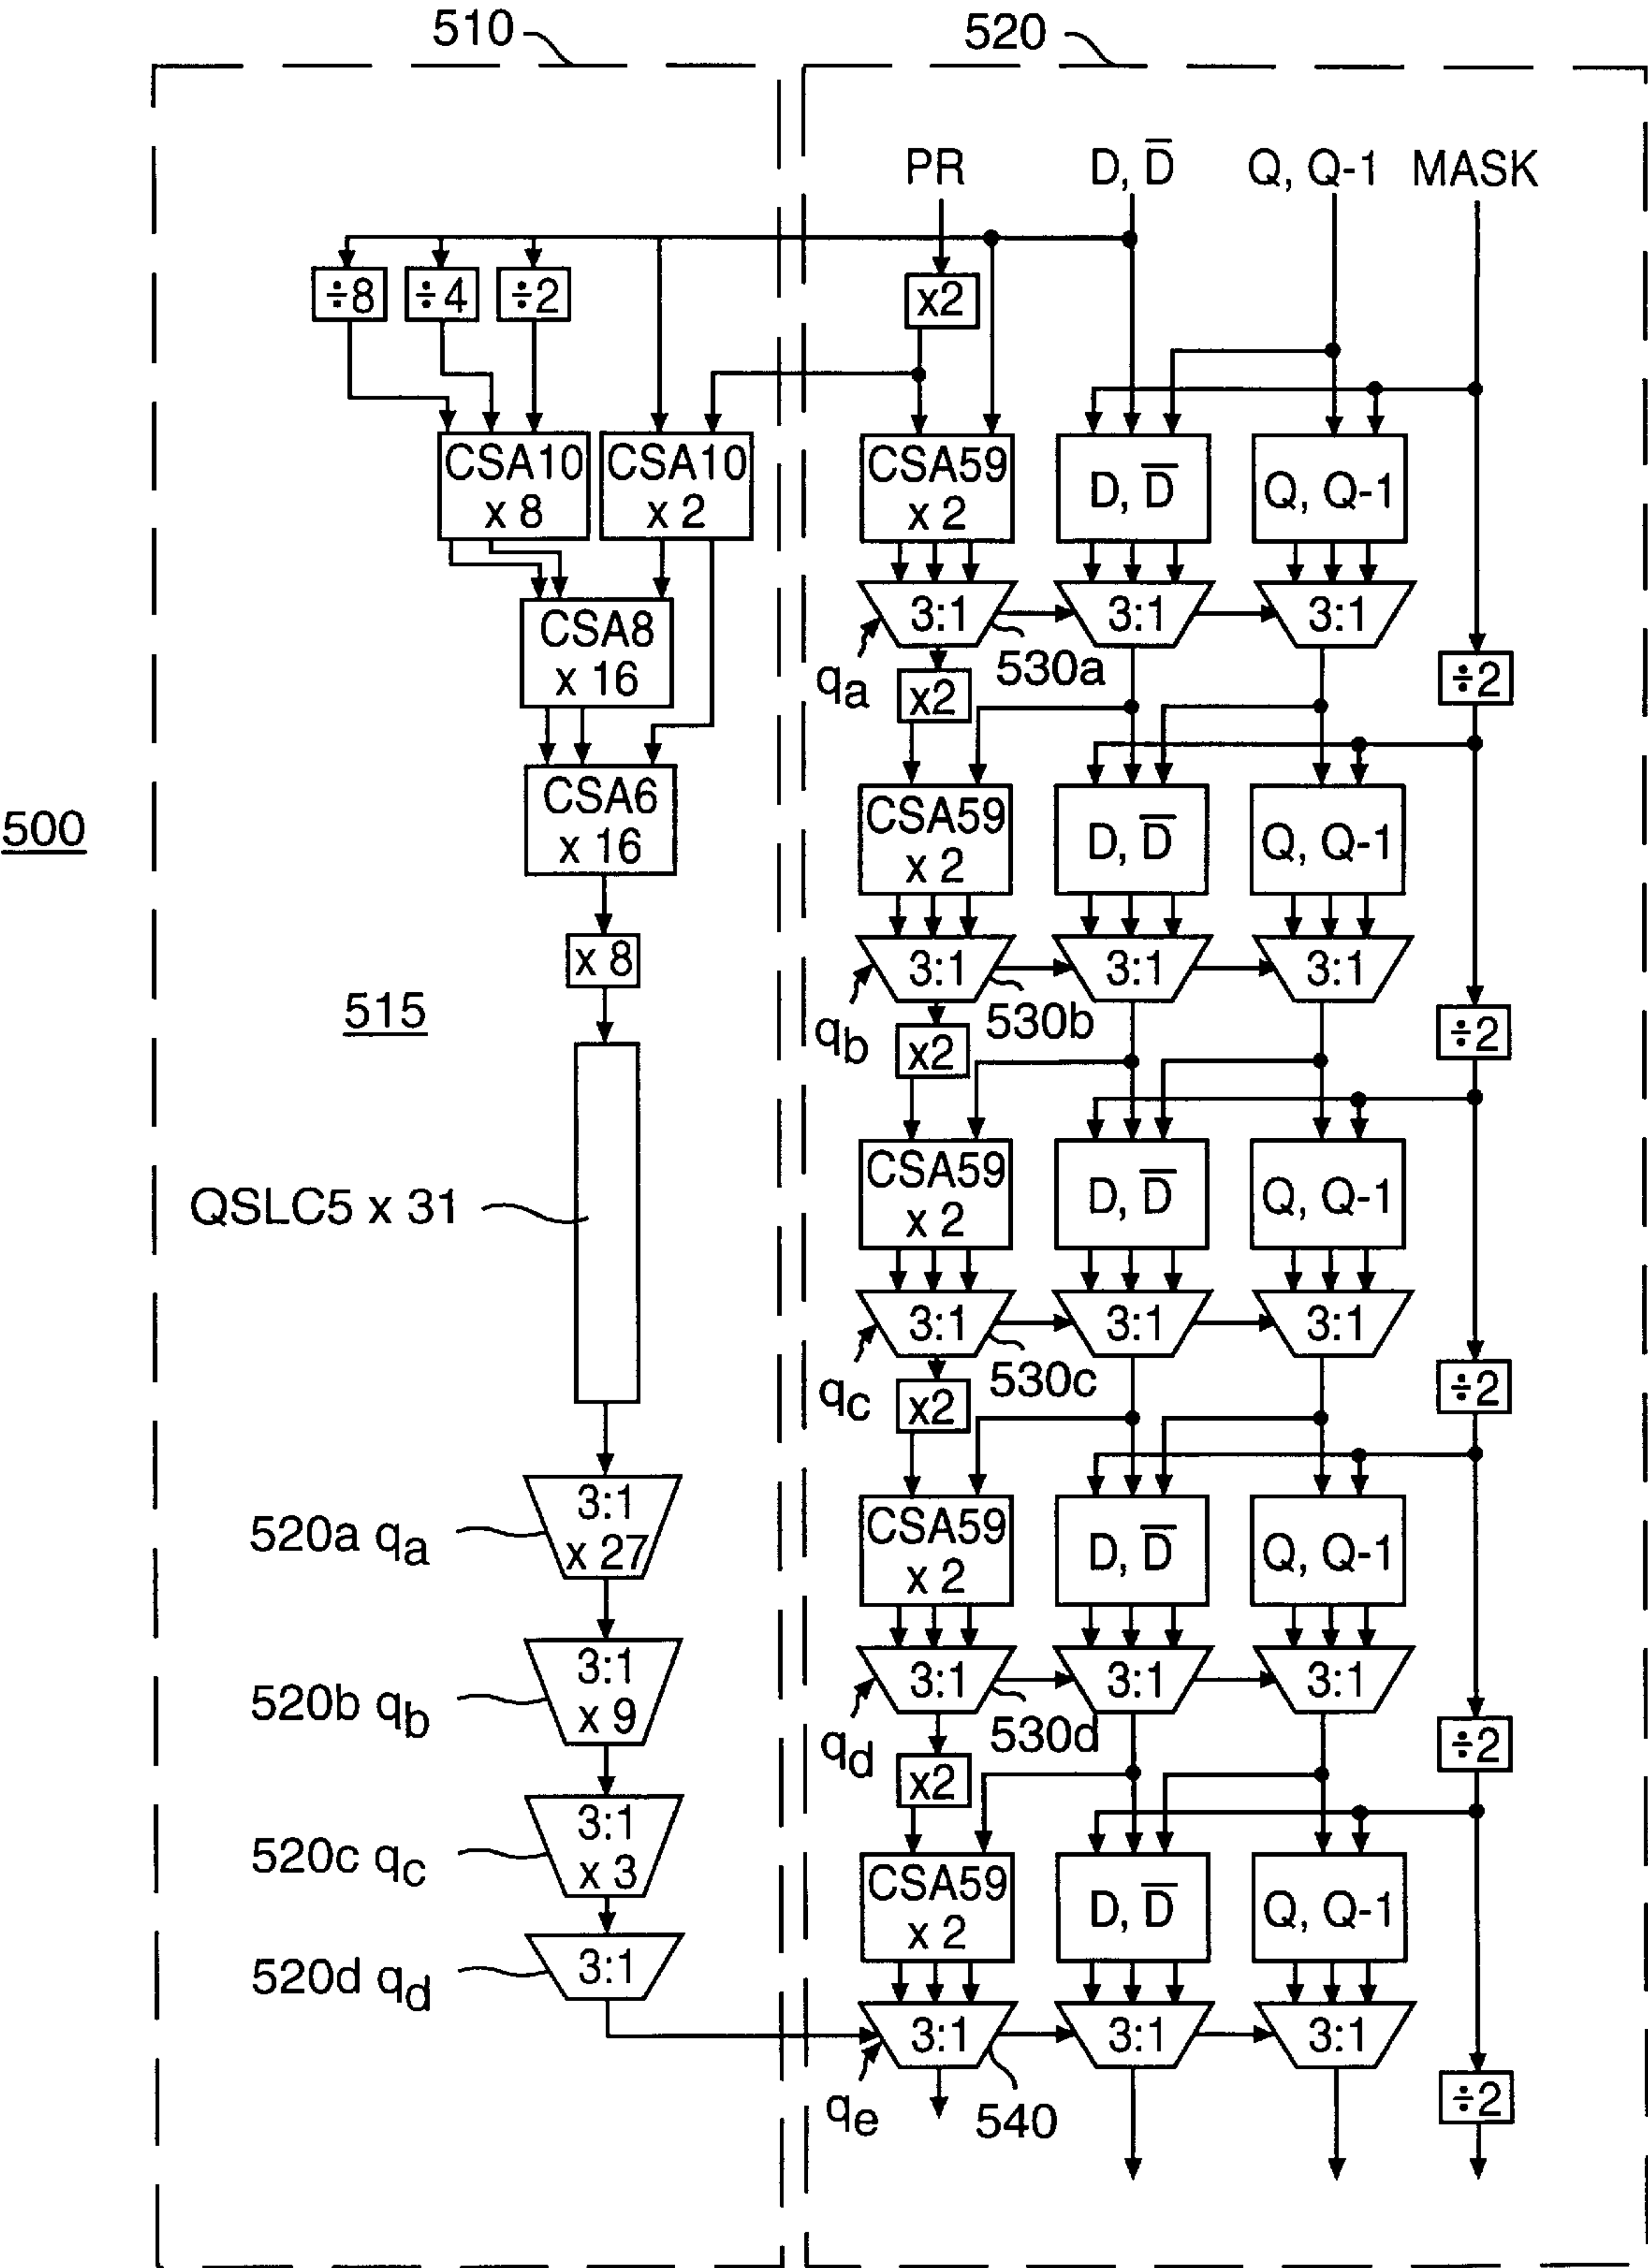 510
520
PR
D, D̅
Q, Q-1
MASK
÷8
÷4
÷2
x2
CSA10
x 8
CSA10
x 2
CSA59
x 2
D, D̅
Q, Q-1
3:1
3:1
3:1
CSA8
x 16
qa
530a
x2
÷2
CSA6
x 16
CSA59
x 2
D, D̅
Q, Q-1
500
x 8
3:1
3:1
3:1
515
qb
530b
x2
÷2
QSLC5 x 31
CSA59
x 2
D, D̅
Q, Q-1
3:1
3:1
3:1
qc
530c
x2
÷2
3:1
x 27
520a qa
CSA59
x 2
D, D̅
Q, Q-1
3:1
x 9
520b qb
3:1
3:1
3:1
qd
530d
x2
÷2
3:1
x 3
520c qc
CSA59
x 2
D, D̅
Q, Q-1
3:1
520d qd
3:1
3:1
3:1
qe
540
÷2